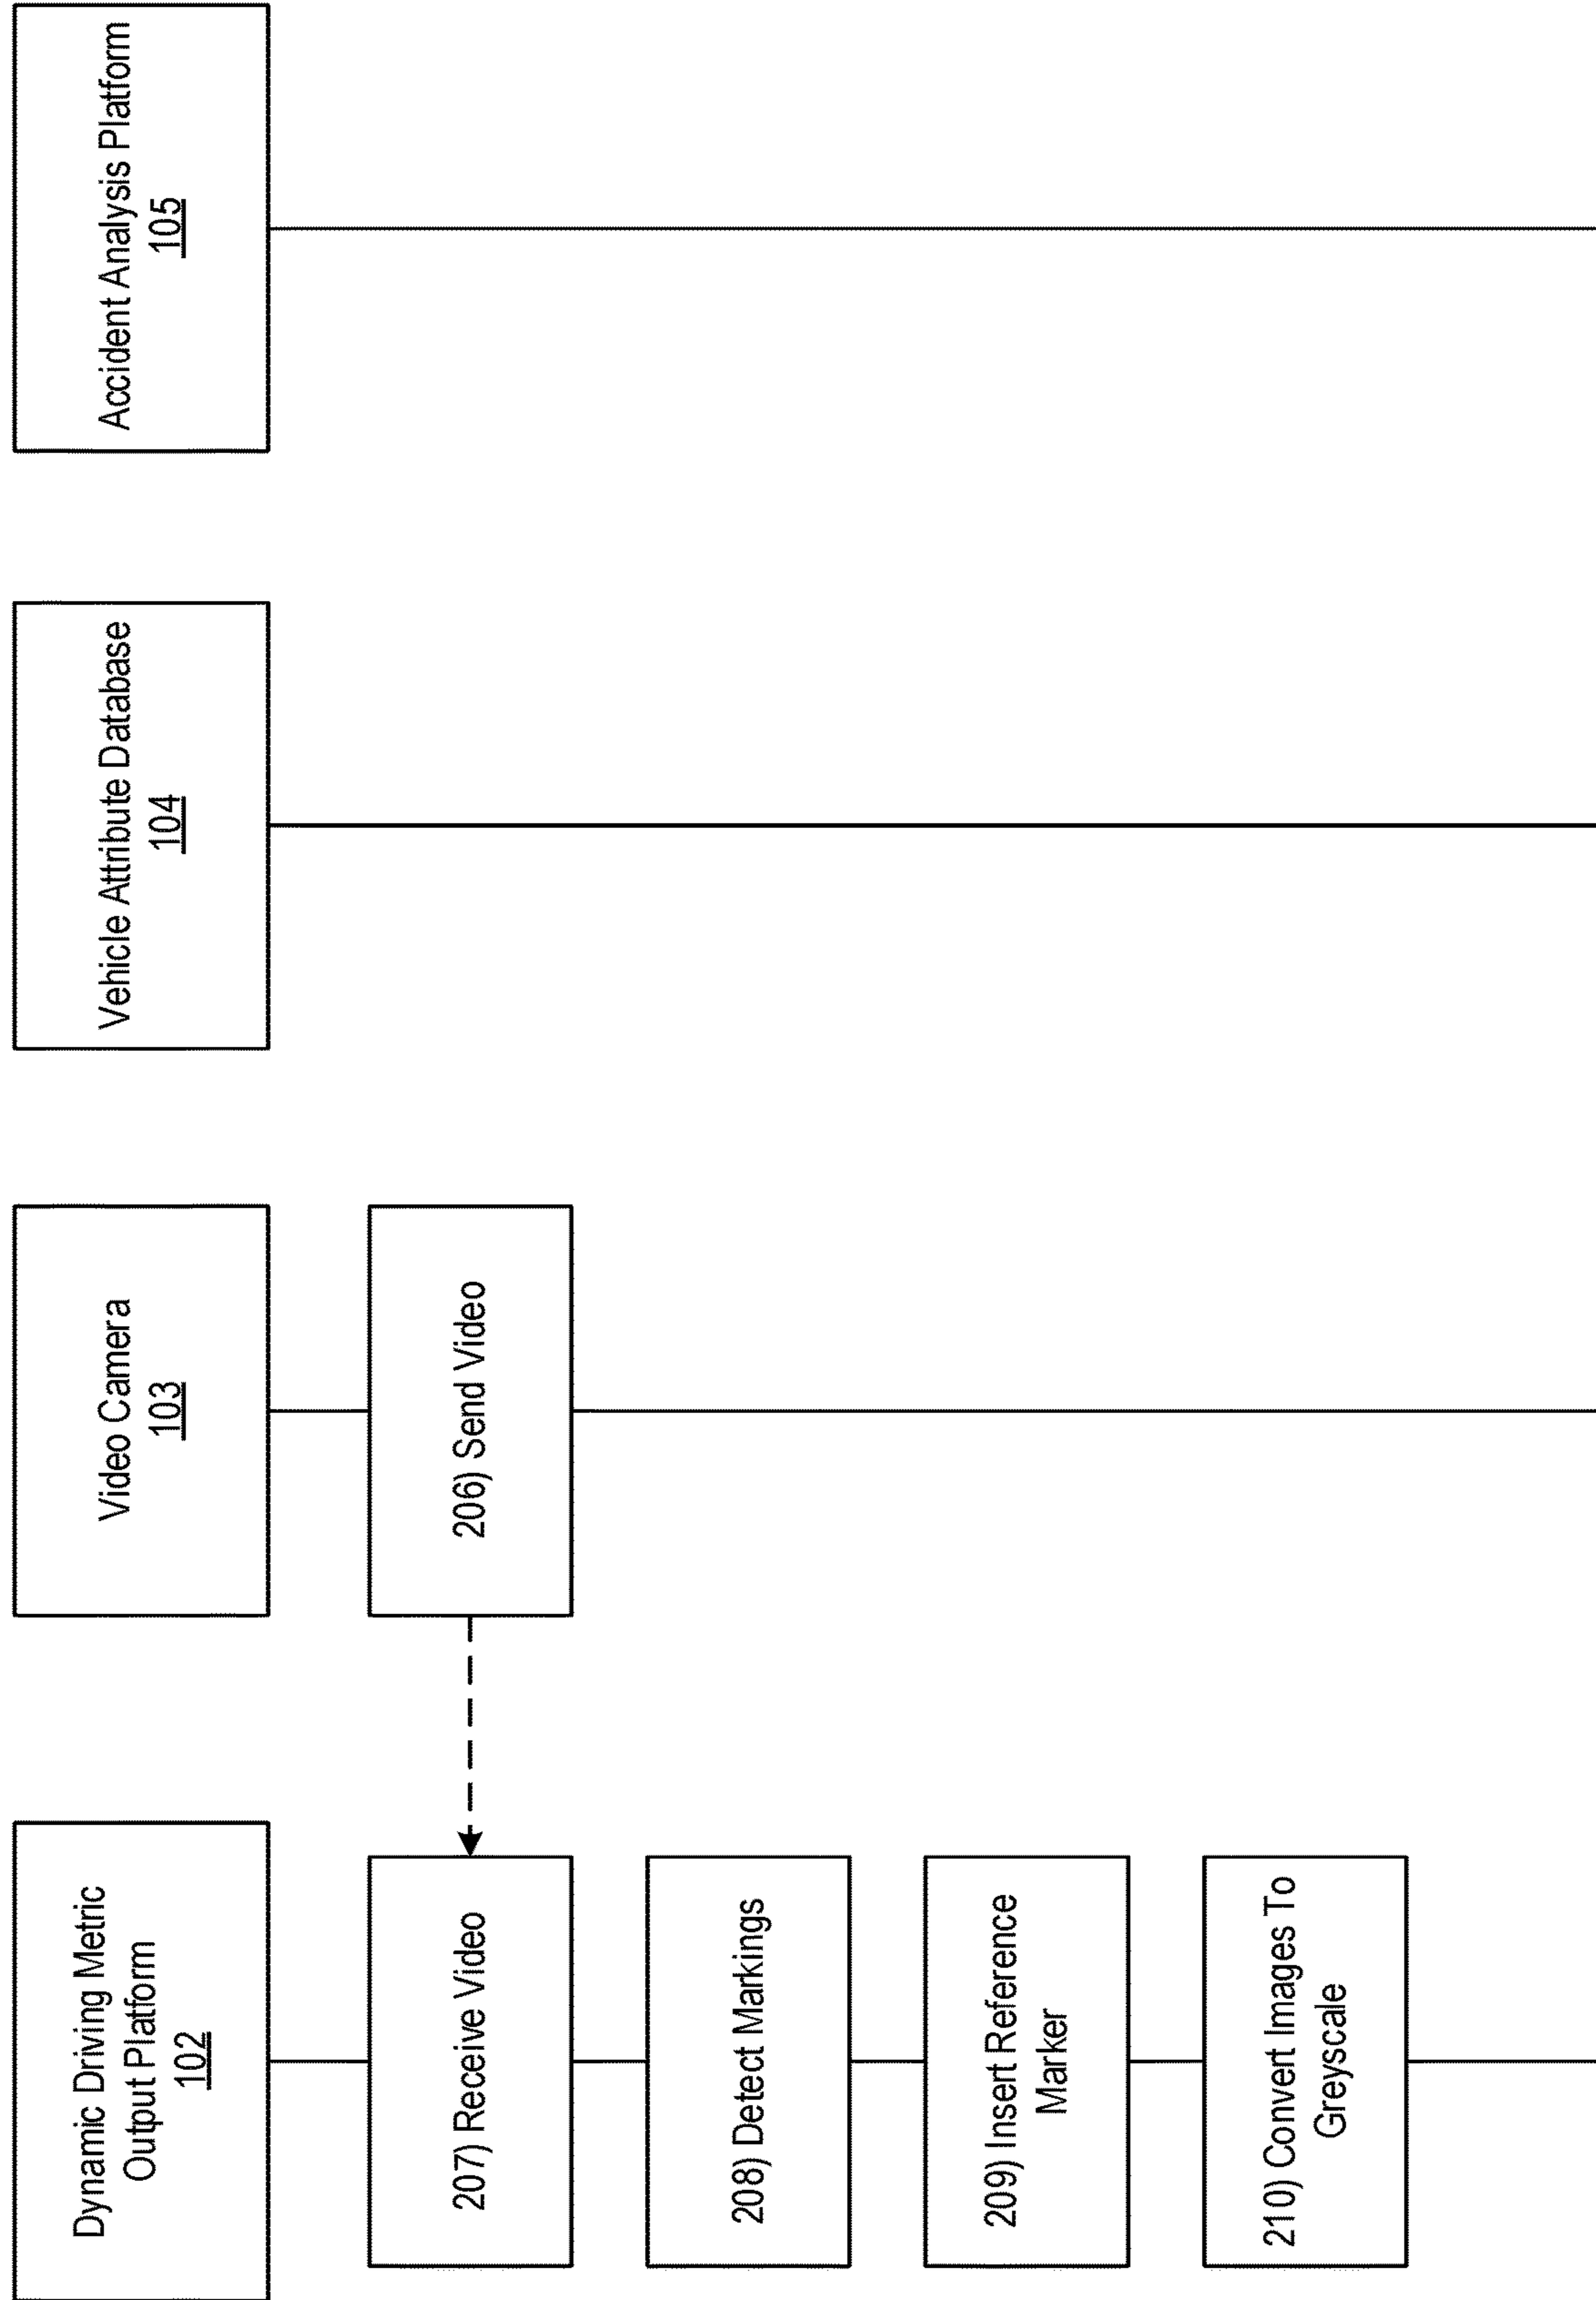 Dynamic Driving Metric
Output Platform
102
Video Camera
103
Vehicle Attribute Database
104
Accident Analysis Platform
105
206) Send Video
207) Receive Video
208) Detect Markings
209) Insert Reference
Marker
210) Convert Images To
Greyscale